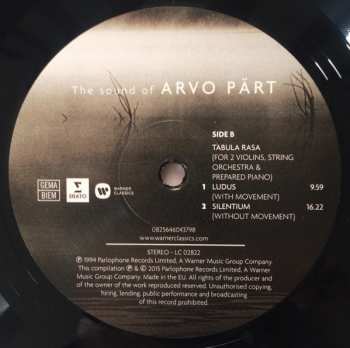 The sound of ARVO PÄRT
SIDE B
TABULA RASA
(FOR 2 VIOLINS, STRING
ORCHESTRA &
PREPARED PIANO)
1 LUDUS 9.59
(WITH MOVEMENT)
2 SILENTIUM 16.22
(WITHOUT MOVEMENT)
GEMA
BIEM
ERATO
WARNER
CLASSICS
0825646043798
www.warnerclassics.com
STEREO - LC 02822
℗ 1994 Parlophone Records Limited, A Warner Music Group Company.
This compilation ℗ & © 2015 Parlophone Records Limited, A Warner Music
Group Company. Made in the E.U. All rights of the producer and
of the owner of the work reproduced reserved. Unauthorised copying,
hiring, lending, public performance and broadcasting
of this record prohibited.